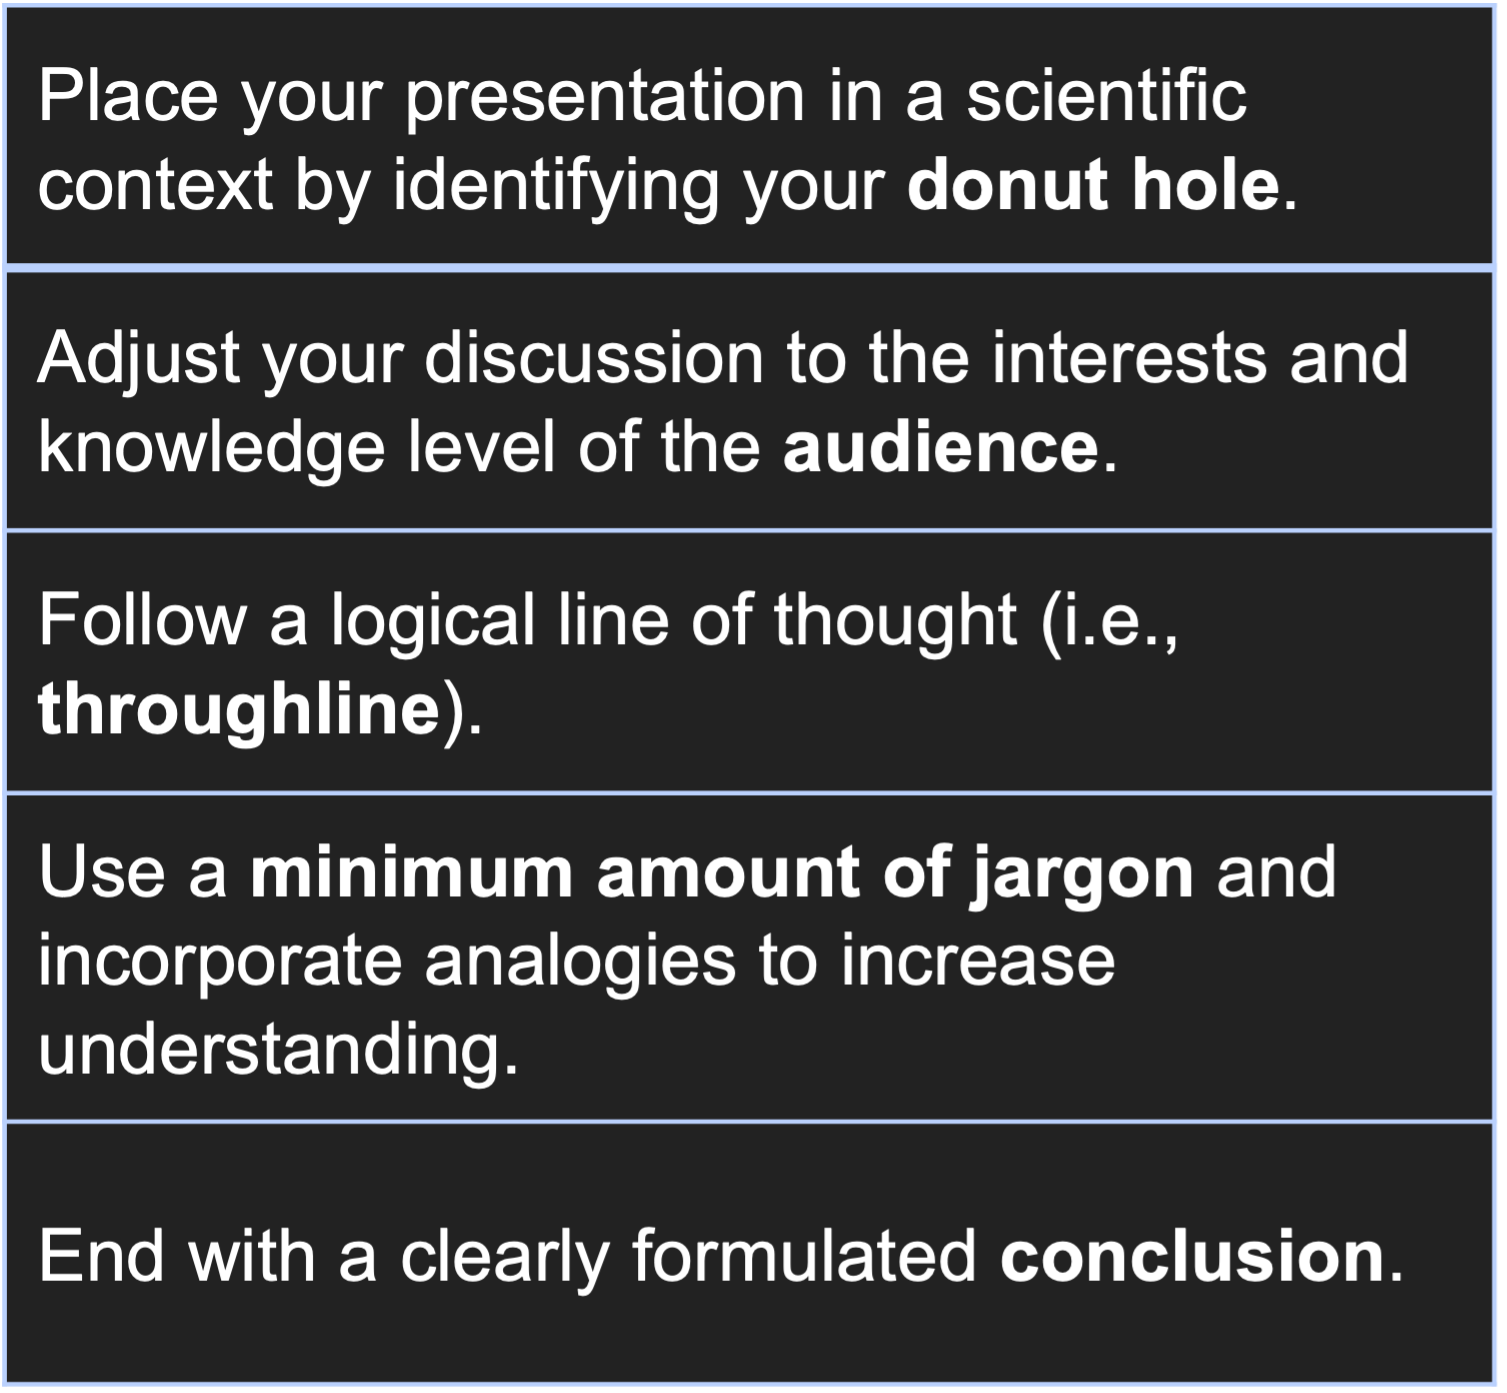 Place your presentation in a scientific
context by identifying your donut hole.
Adjust your discussion to the interests and
knowledge level of the audience.
Follow a logical line of thought (i.e.,
throughline).
Use a minimum amount of jargon and
incorporate analogies to increase
understanding.
End with a clearly formulated conclusion.